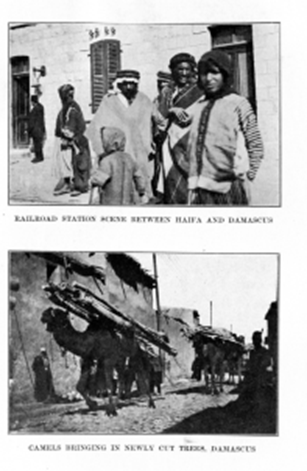 RAILROAD STATION SCENE BETWEEN HAIFA AND DAMASCUS
CAMELS BRINGING IN NEWLY CUT TREES, DAMASCUS